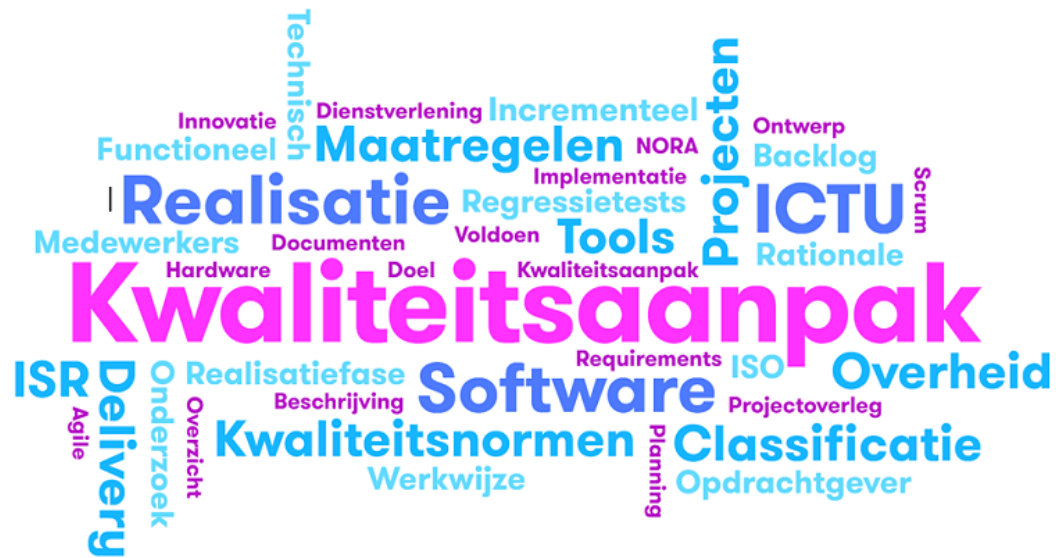 Technisch
Projecten
Dienstverlening
Incrementeel
Innovatie
Functioneel
Maatregelen
NORA
Ontwerp
Backlog
Implementatie
Scrum
|
Realisatie
Regressietests
ICTU
Medewerkers
Documenten
Voldoen
Tools
Rationale
Hardware
Doel
Kwaliteitsaanpak
Kwaliteitsaanpak
Requirements
ISO
Overheid
ISR
Delivery
Onderzoek
Realisatiefase
Software
Agile
Overzicht
Beschrijving
Projectoverleg
Kwaliteitsnormen
Planning
Classificatie
Werkwijze
Opdrachtgever